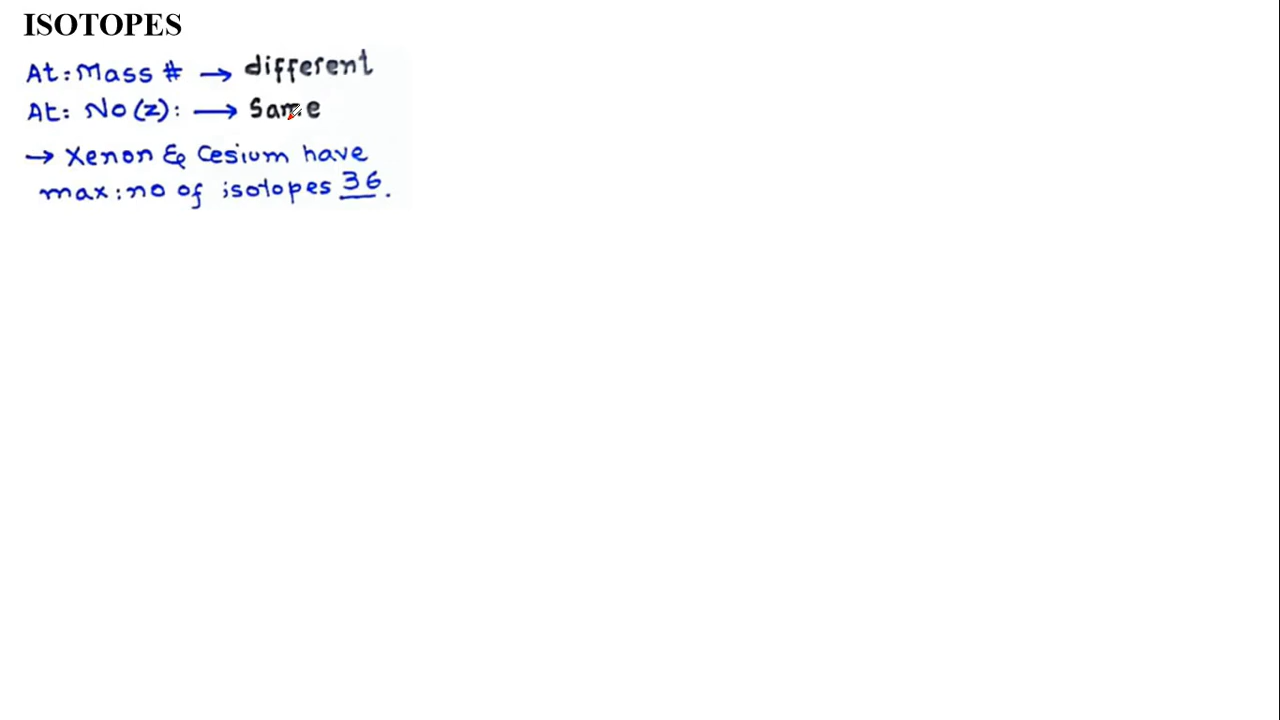 ISOTOPES
At: Mass # → different
At: No (z): → Same
→ Xenon & Cesium have
max: no of isotopes 36.